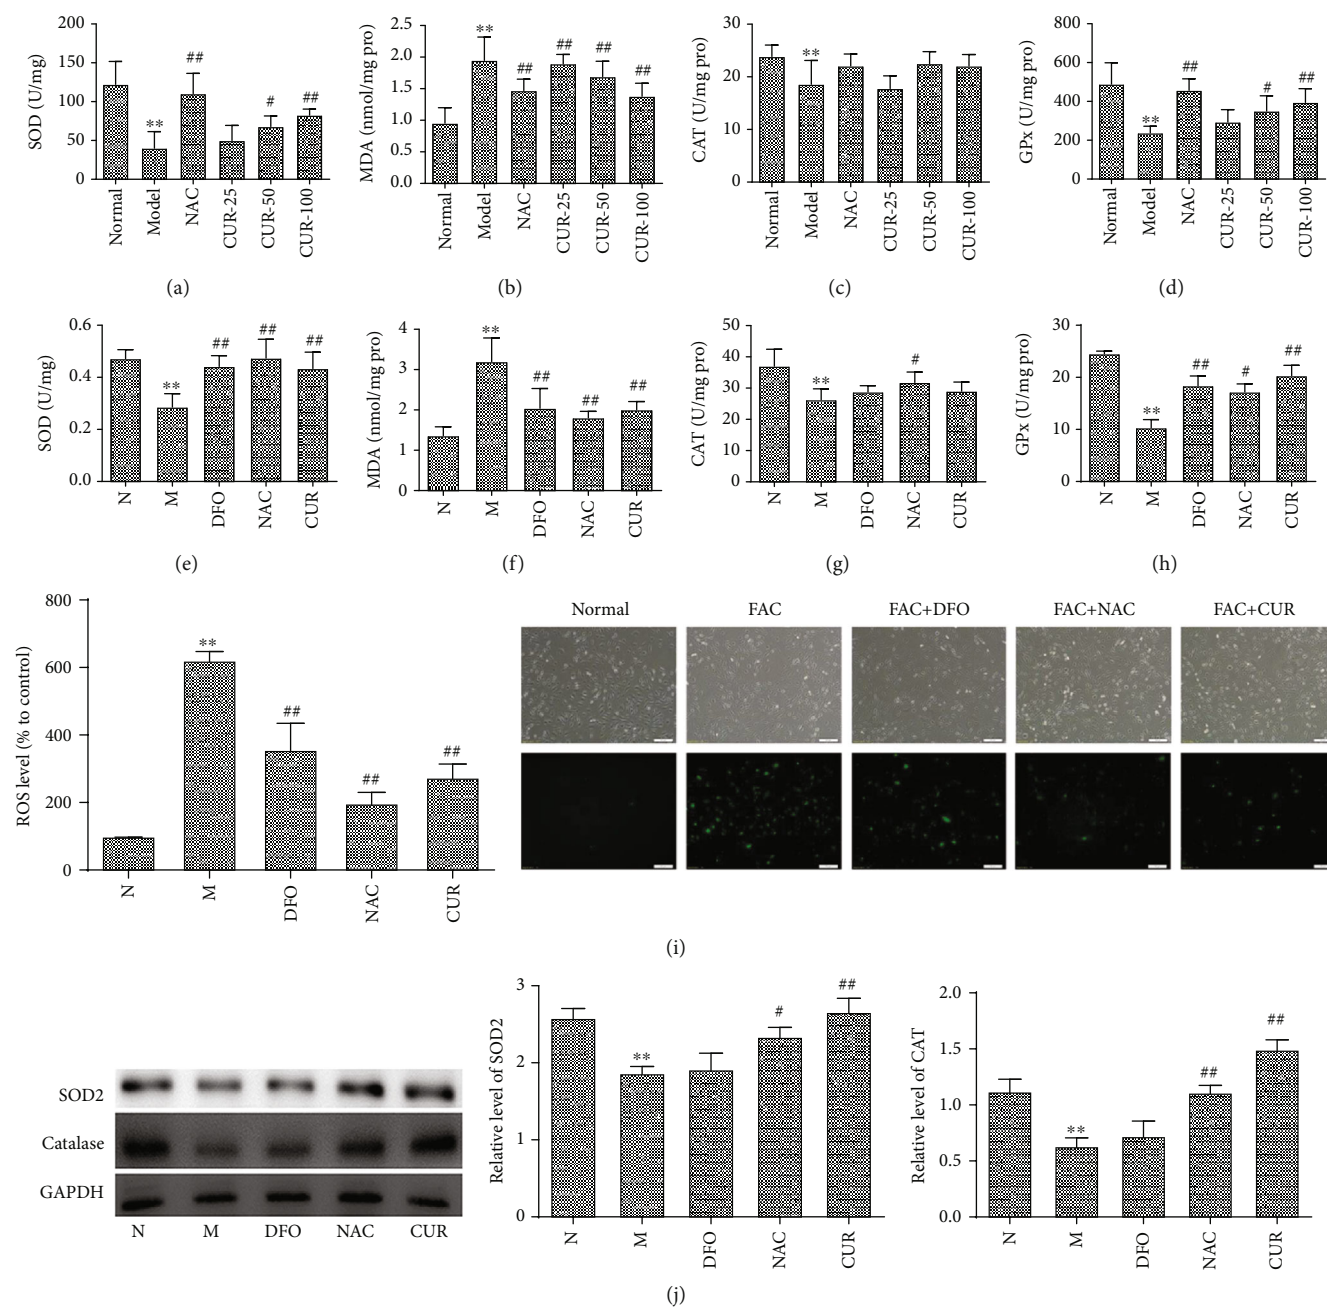 SOD (U/mg)
200
150
100
50
0
**
##
#
##
Normal
Model
NAC
CUR-25
CUR-50
CUR-100
(a)
MDA (nmol/mg pro)
2.5
2.0
1.5
1.0
0.5
0.0
**
##
##
##
##
Normal
Model
NAC
CUR-25
CUR-50
CUR-100
(b)
CAT (U/mg pro)
30
20
10
0
**
Normal
Model
NAC
CUR-25
CUR-50
CUR-100
(c)
GPx (U/mg pro)
800
600
400
200
0
**
##
#
##
Normal
Model
NAC
CUR-25
CUR-50
CUR-100
(d)
SOD (U/mg)
0.6
0.4
0.2
0.0
**
##
##
##
N
M
DFO
NAC
CUR
(e)
MDA (nmol/mg pro)
4
3
2
1
0
**
##
##
##
N
M
DFO
NAC
CUR
(f)
CAT (U/mg pro)
50
40
30
20
10
0
**
#
N
M
DFO
NAC
CUR
(g)
GPx (U/mg pro)
30
20
10
0
**
##
#
##
N
M
DFO
NAC
CUR
(h)
ROS level (% to control)
800
600
400
200
0
**
##
##
##
N
M
DFO
NAC
CUR
Normal
FAC
FAC+DFO
FAC+NAC
FAC+CUR
(i)
SOD2
Catalase
GAPDH
N M DFO NAC CUR
Relative level of SOD2
3
2
1
0
**
#
##
N
M
DFO
NAC
CUR
Relative level of CAT
2.0
1.5
1.0
0.5
0.0
**
##
##
N
M
DFO
NAC
CUR
(j)